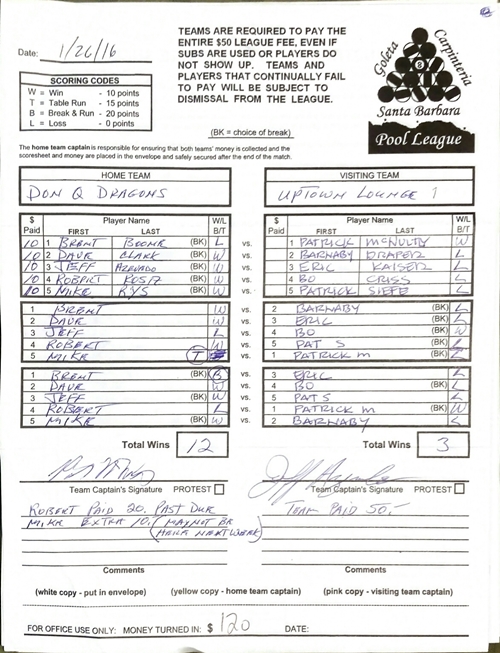 TEAMS ARE REQUIRED TO PAY THE
ENTIRE $50 LEAGUE FEE, EVEN IF
SUBS ARE USED OR PLAYERS DO
NOT SHOW UP. TEAMS AND
PLAYERS THAT CONTINUALLY FAIL
TO PAY WILL BE SUBJECT TO
DISMISSAL FROM THE LEAGUE.
Date: 1/26/16
SCORING CODES
W = Win - 10 points
T = Table Run - 15 points
B = Break & Run - 20 points
L = Loss - 0 points
Goleta Carpinteria
8
Santa Barbara
Pool League
(BK = choice of break)
The home team captain is responsible for ensuring that both teams' money is collected and the
scoresheet and money are placed in the envelope and safely secured after the end of the match.
HOME TEAM VISITING TEAM
DON Q DRAGONS UPTOWN LOUNGE 1
$ Paid Player Name FIRST LAST W/L B/T $ Paid Player Name FIRST LAST W/L B/T
10 1 BRENT BOONE (BK) L vs. 1 PATRICK McNULTY W
10 2 DAVE CLARK (BK) W vs. 2 BARNABY DRAPER L
10 3 JEFF (BK) W vs. 3 ERIC KAISER L
10 4 ROBERT ROSA (BK) W vs. 4 BO CRISS L
10 5 MIKE KYS (BK) W vs. 5 PATRICK L
1 BRENT W vs. 2 BARNABY (BK) L
2 DAVE W vs. 3 ERIC (BK) L
3 JEFF L vs. 4 BO (BK) W
4 ROBERT W vs. 5 PAT S (BK) L
5 MIKE T vs. 1 PATRICK M (BK) L
1 BRENT (BK) B vs. 3 ERIC L
2 DAVE W vs. 4 BO (BK) L
3 JEFF (BK) W vs. 5 PAT S L
4 ROBERT L vs. 1 PATRICK M (BK) W
5 MIKE (BK) W vs. 2 BARNABY L
Total Wins 12 Total Wins 3
Team Captain's Signature PROTEST Team Captain's Signature PROTEST
ROBERT PAID 20. PAST DUE TEAM PAID 50.-
MIKE EXTRA 10. (MAY NOT BE
HERE NEXT WEEK)
Comments Comments
(white copy - put in envelope) (yellow copy - home team captain) (pink copy - visiting team captain)
FOR OFFICE USE ONLY: MONEY TURNED IN: $ 120 DATE: